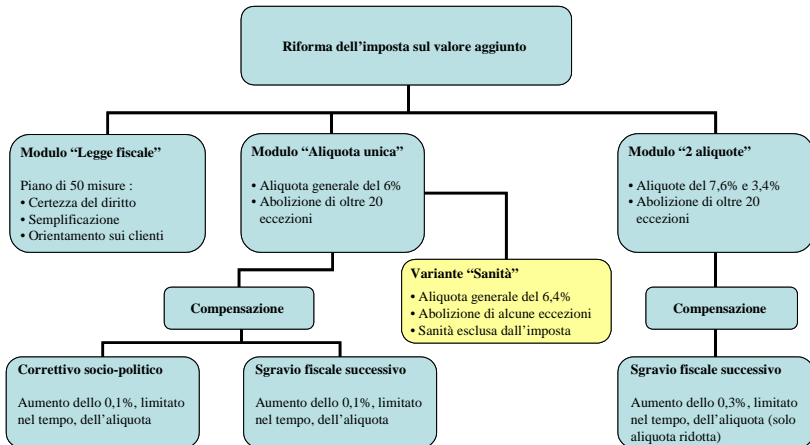 Riforma dell'imposta sul valore aggiunto
Modulo “Legge fiscale”
Piano di 50 misure :
• Certezza del diritto
• Semplificazione
• Orientamento sui clienti
Modulo “Aliquota unica”
• Aliquota generale del 6%
• Abolizione di oltre 20
eccezioni
Modulo “2 aliquote”
• Aliquote del 7,6% e 3,4%
• Abolizione di oltre 20
eccezioni
Variante “Sanità”
• Aliquota generale del 6,4%
• Abolizione di alcune eccezioni
• Sanità esclusa dall'imposta
Compensazione
Compensazione
Correttivo socio-politico
Aumento dello 0,1%, limitato
nel tempo, dell'aliquota
Sgravio fiscale successivo
Aumento dello 0,1%, limitato
nel tempo, dell'aliquota
Sgravio fiscale successivo
Aumento dello 0,3%, limitato
nel tempo, dell'aliquota (solo
aliquota ridotta)